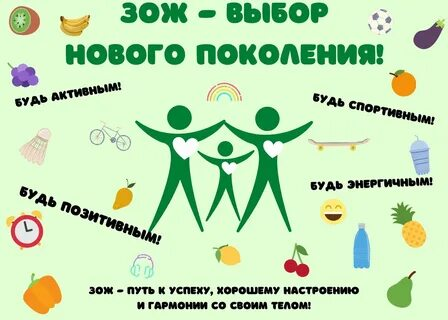 ЗОЖ – ВЫБОР
НОВОГО ПОКОЛЕНИЯ!
БУДЬ АКТИВНЫМ!
БУДЬ СПОРТИВНЫМ!
БУДЬ ПОЗИТИВНЫМ!
БУДЬ ЭНЕРГИЧНЫМ!
ЗОЖ – ПУТЬ К УСПЕХУ, ХОРОШЕМУ НАСТРОЕНИЮ
И ГАРМОНИИ СО СВОИМ ТЕЛОМ!